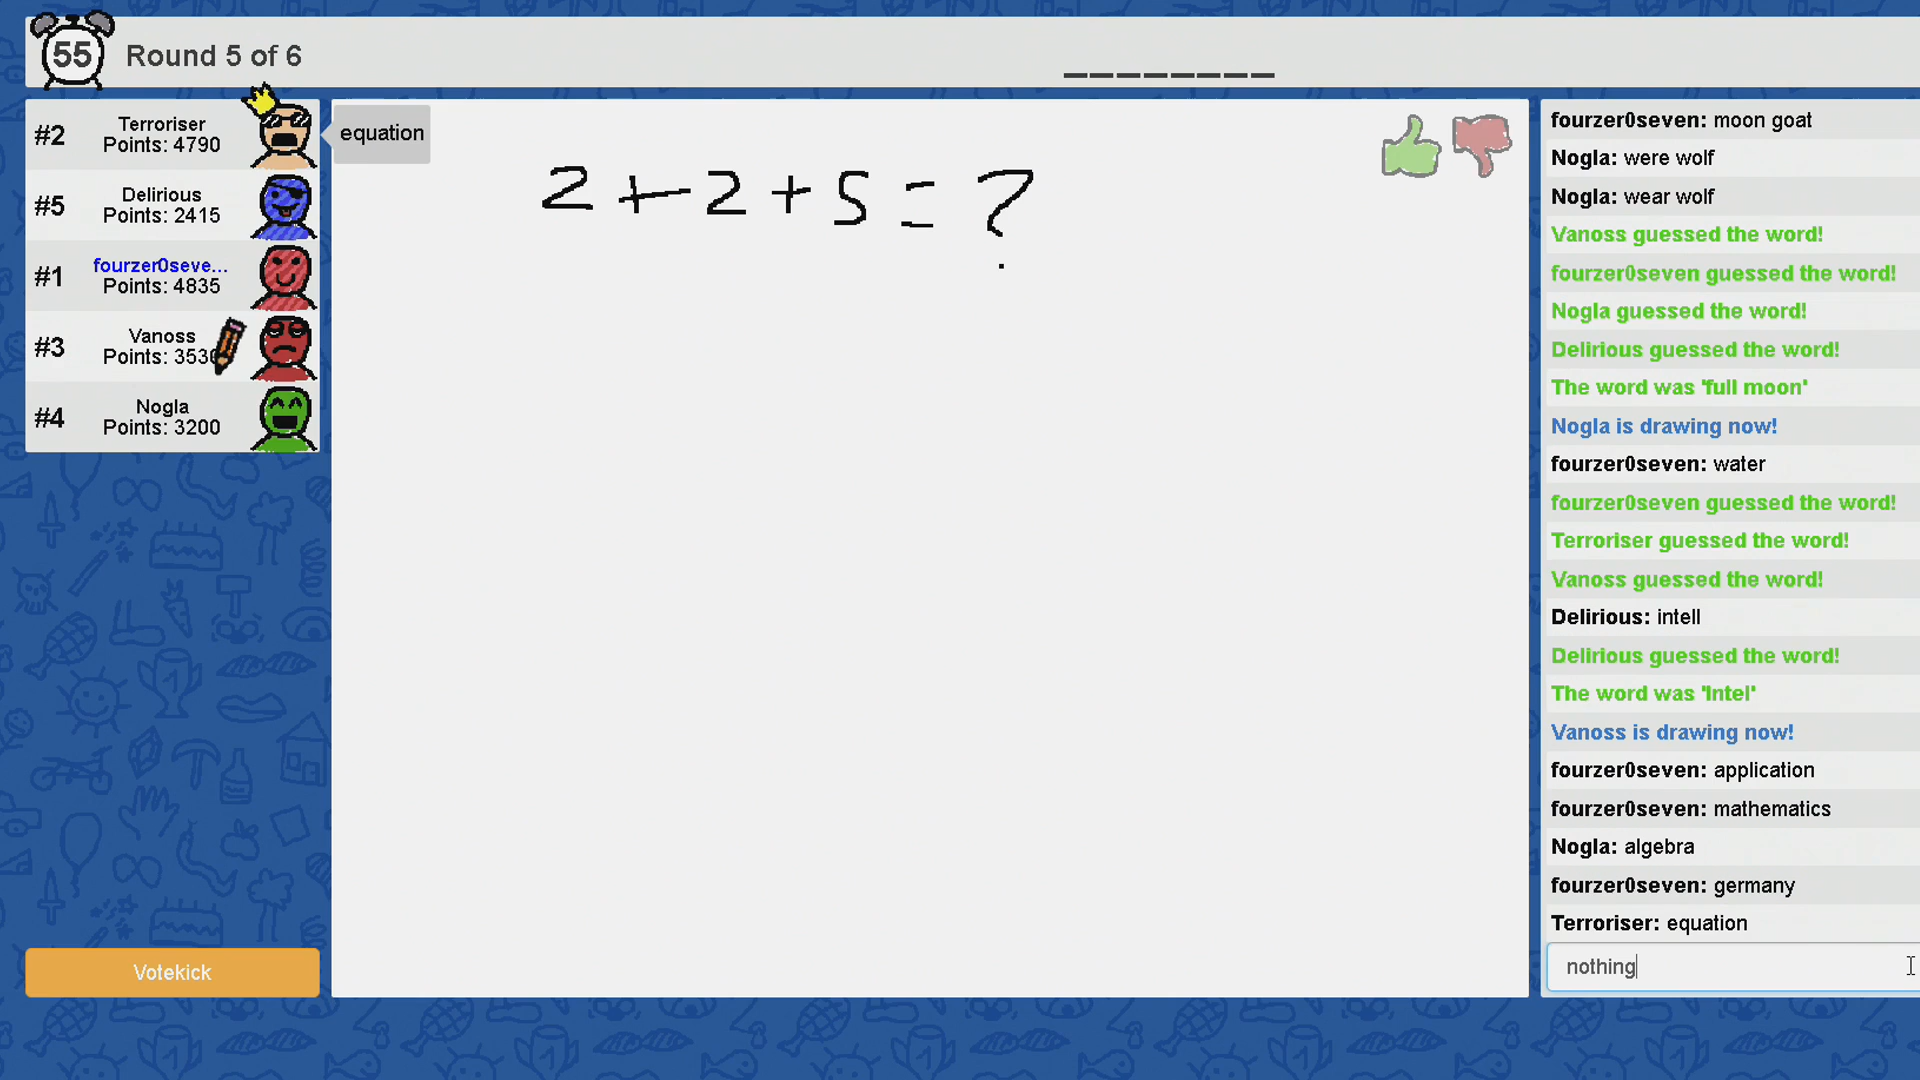 55 Round 5 of 6 ________
#2 Terroriser
Points: 4790
equation
#5 Delirious
Points: 2415
#1 fourzer0seve...
Points: 4835
#3 Vanoss
Points: 3530
#4 Nogla
Points: 3200
Votekick
2 + 2 + 5 = ?
fourzer0seven: moon goat
Nogla: were wolf
Nogla: wear wolf
Vanoss guessed the word!
fourzer0seven guessed the word!
Nogla guessed the word!
Delirious guessed the word!
The word was 'full moon'
Nogla is drawing now!
fourzer0seven: water
fourzer0seven guessed the word!
Terroriser guessed the word!
Vanoss guessed the word!
Delirious: intell
Delirious guessed the word!
The word was 'Intel'
Vanoss is drawing now!
fourzer0seven: application
fourzer0seven: mathematics
Nogla: algebra
fourzer0seven: germany
Terroriser: equation
nothing